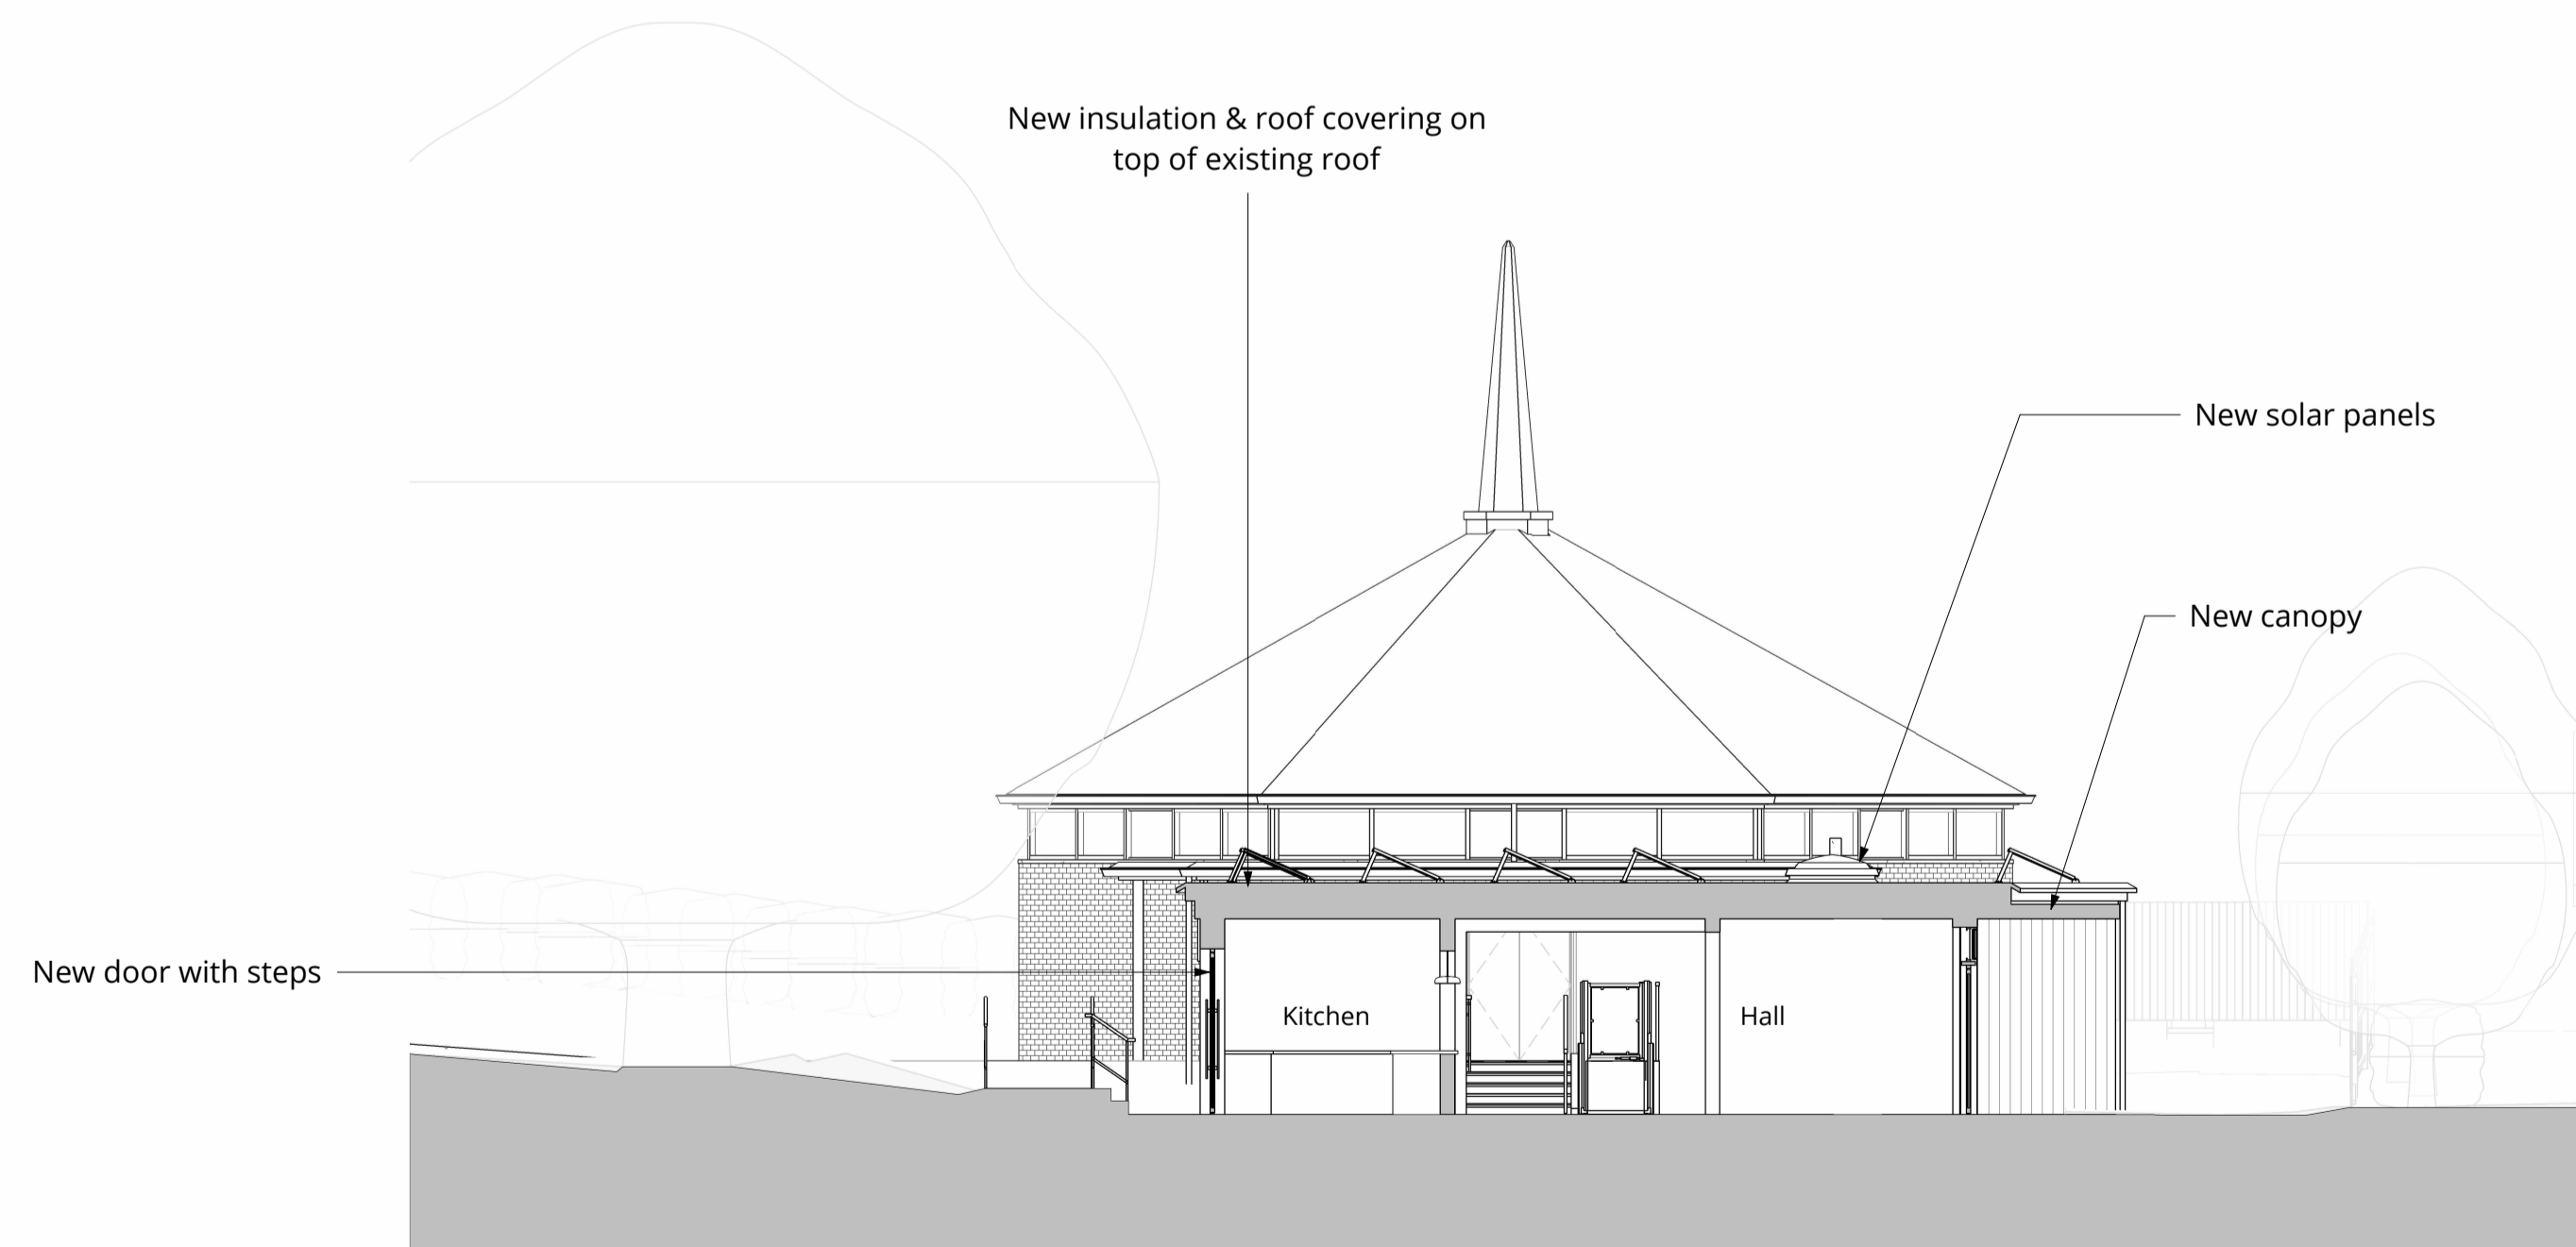 New insulation & roof covering on
top of existing roof
New solar panels
New canopy
New door with steps
Kitchen
Hall